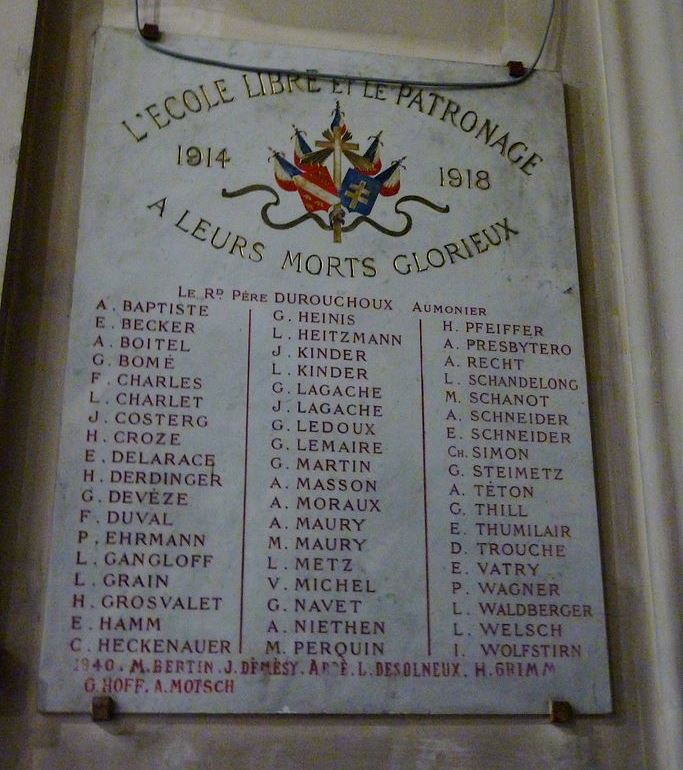 L'ECOLE LIBRE ET LE PATRONAGE
1914 1918
A LEURS MORTS GLORIEUX
LE RD PÈRE DUROUCHOUX AUMONIER
A. BAPTISTE
E. BECKER
A. BOITEL
G. BOMÉ
F. CHARLES
L. CHARLET
J. COSTERG
H. CROZE
E. DELARACE
H. DERDINGER
G. DEVÈZE
F. DUVAL
P. EHRMANN
L. GANGLOFF
L. GRAIN
H. GROSVALET
E. HAMM
C. HECKENAUER
G. HEINIS
L. HEITZMANN
J. KINDER
L. KINDER
G. LAGACHE
J. LAGACHE
G. LEDOUX
G. LEMAIRE
G. MARTIN
A. MASSON
A. MORAUX
A. MAURY
M. MAURY
L. METZ
V. MICHEL
G. NAVET
A. NIETHEN
M. PERQUIN
H. PFEIFFER
A. PRESBYTERO
A. RECHT
L. SCHANDELONG
M. SCHANOT
A. SCHNEIDER
E. SCHNEIDER
CH. SIMON
G. STEIMETZ
A. TÉTON
G. THILL
E. THUMILAIR
D. TROUCHE
E. VATRY
P. WAGNER
L. WALDBERGER
L. WELSCH
I. WOLFSTIRN
1940. M. BERTIN. J. DÉMÉSY. L. DESOLNEUX. H. GRIMM
G. HOFF. A. MOTSCH